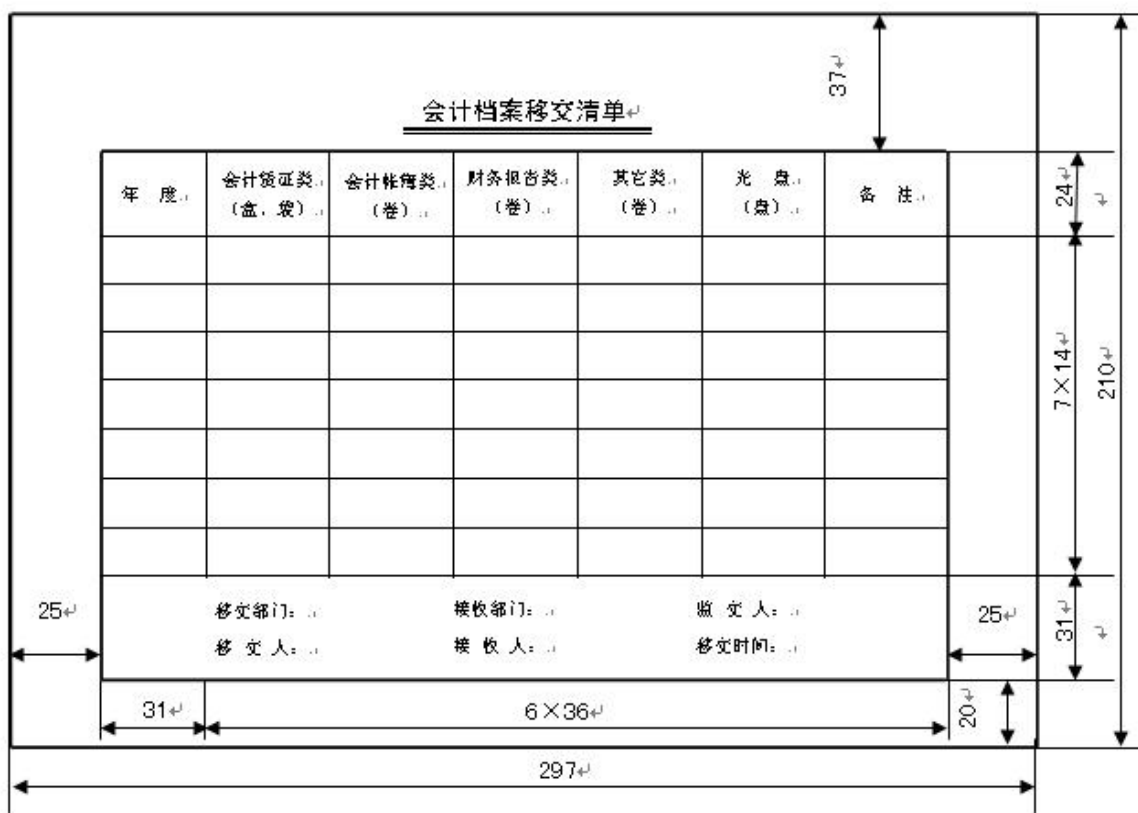 37
会计档案移交清单
年 度
会计凭证类
(盒、袋)
会计帐簿类
(卷)
财务报告类
(卷)
其它类
(卷)
光 盘
(盘)
备 注
24
7×14
210
移交部门:
接收部门:
监 交 人:
移 交 人:
接 收 人:
移交时间:
25
25
31
31
6×36
20
297